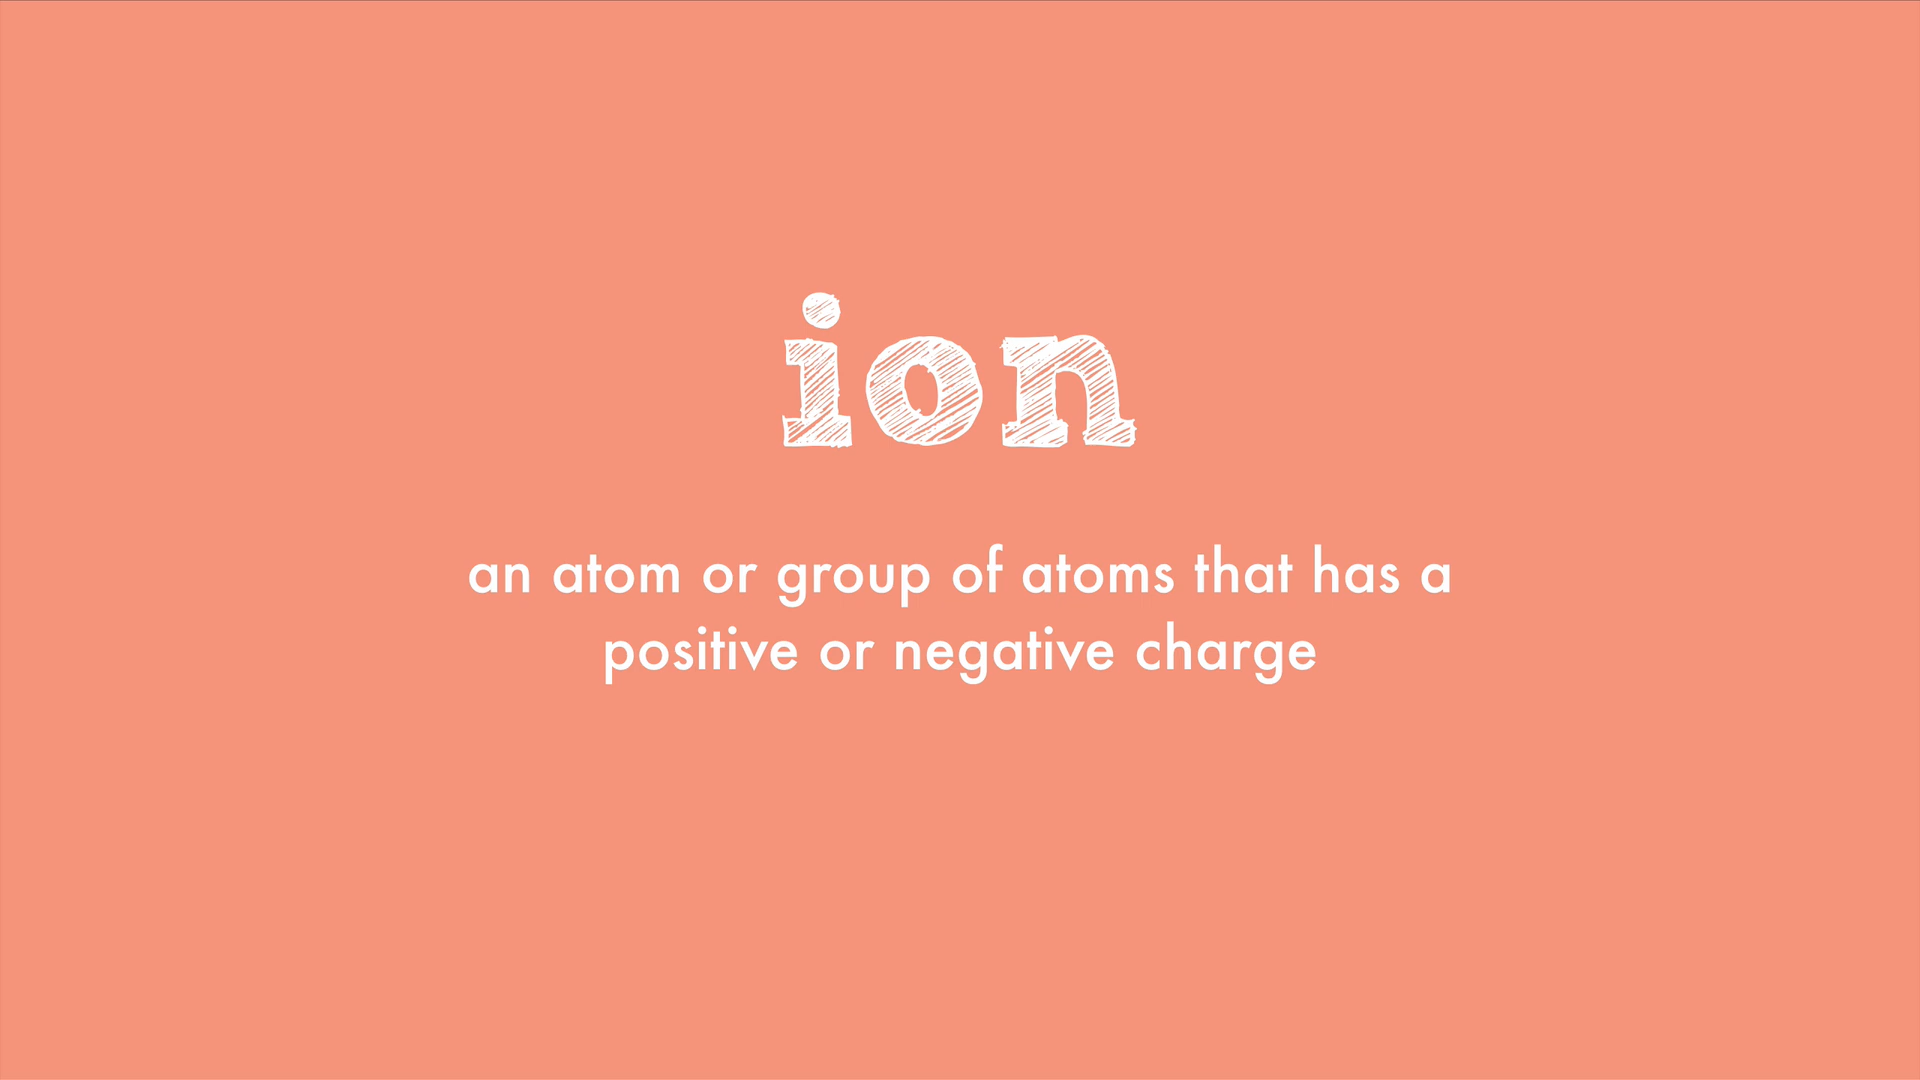 ion
an atom or group of atoms that has a
positive or negative charge